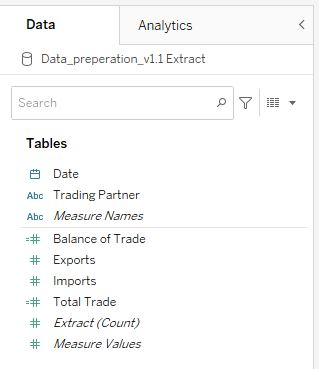 Data Analytics
Data_preperation_v1.1 Extract
Search
Tables
Date
Abc Trading Partner
Abc Measure Names
=# Balance of Trade
# Exports
# Imports
=# Total Trade
# Extract (Count)
# Measure Values